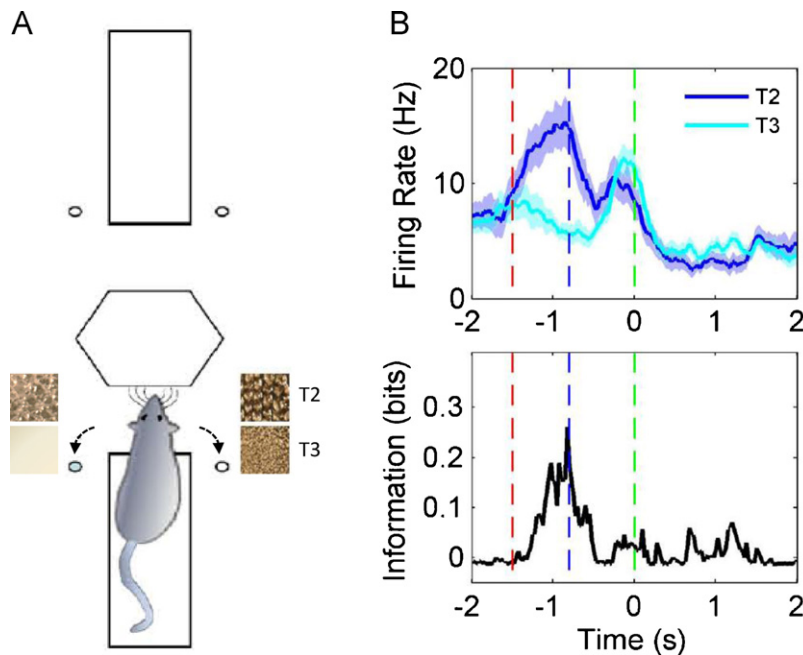 A
T2
T3
B
T2
T3
Firing Rate (Hz)
20
10
0
-2 -1 0 1 2
Information (bits)
0.3
0.2
0.1
0
-2 -1 0 1 2
Time (s)